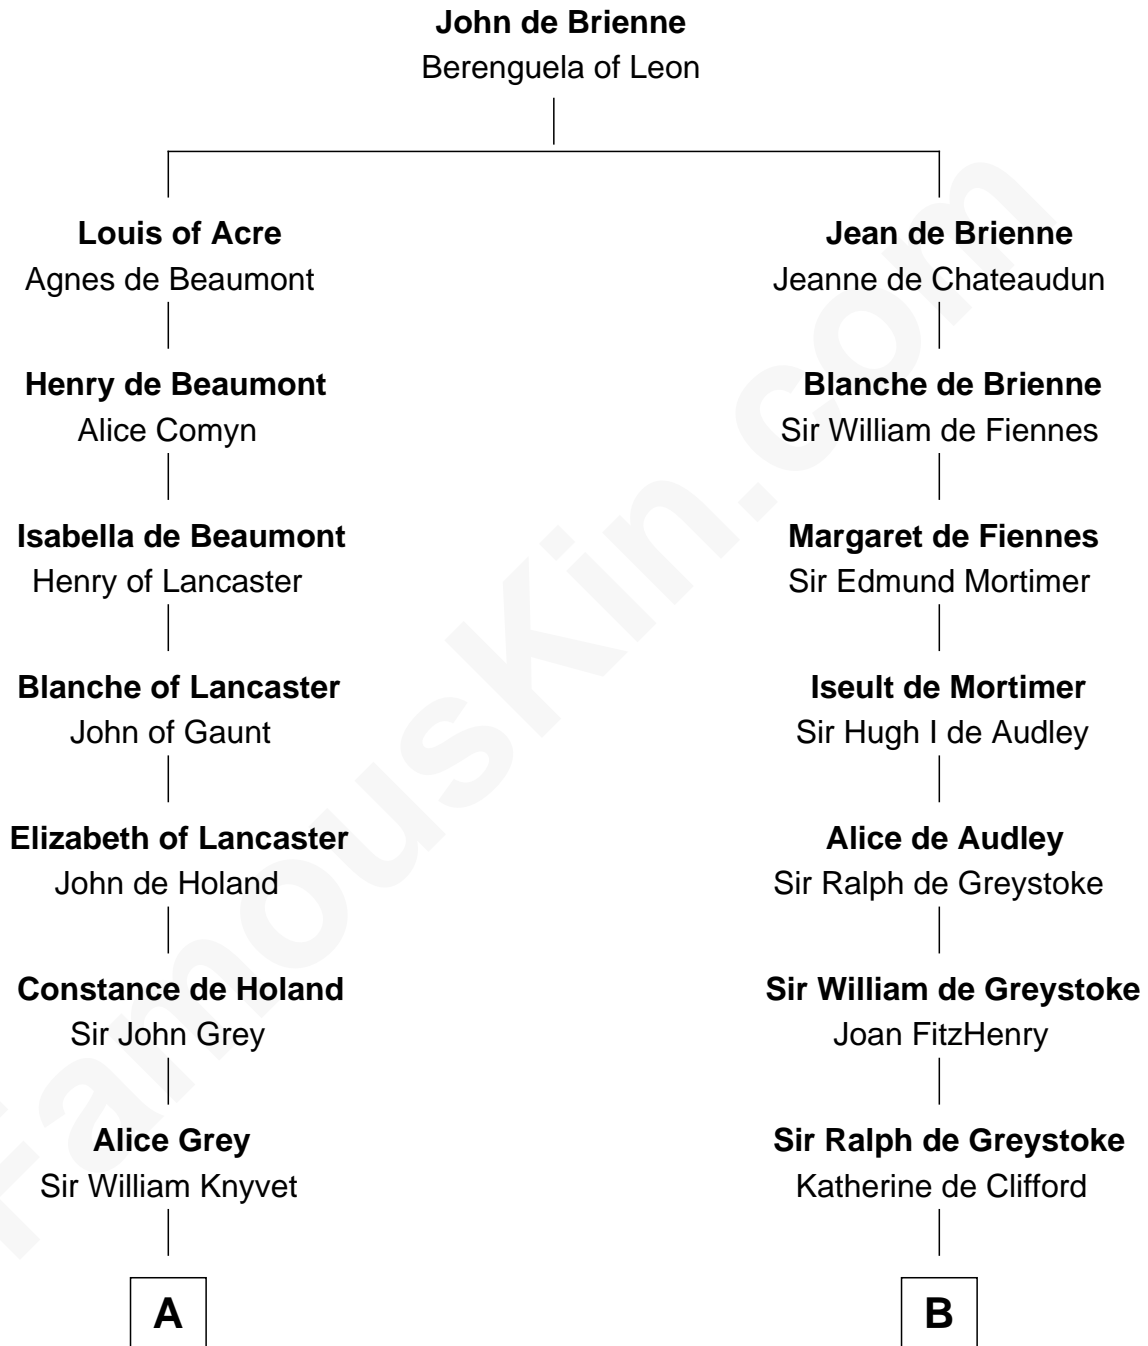 John de Brienne
Berenguela of Leon
Louis of Acre
Agnes de Beaumont
Jean de Brienne
Jeanne de Chateaudun
Henry de Beaumont
Alice Comyn
Blanche de Brienne
Sir William de Fiennes
Isabella de Beaumont
Henry of Lancaster
Margaret de Fiennes
Sir Edmund Mortimer
Blanche of Lancaster
John of Gaunt
Iseult de Mortimer
Sir Hugh I de Audley
Elizabeth of Lancaster
John de Holand
Alice de Audley
Sir Ralph de Greystoke
Constance de Holand
Sir John Grey
Sir William de Greystoke
Joan FitzHenry
Alice Grey
Sir William Knyvet
Sir Ralph de Greystoke
Katherine de Clifford
A
B
FamousKin.com